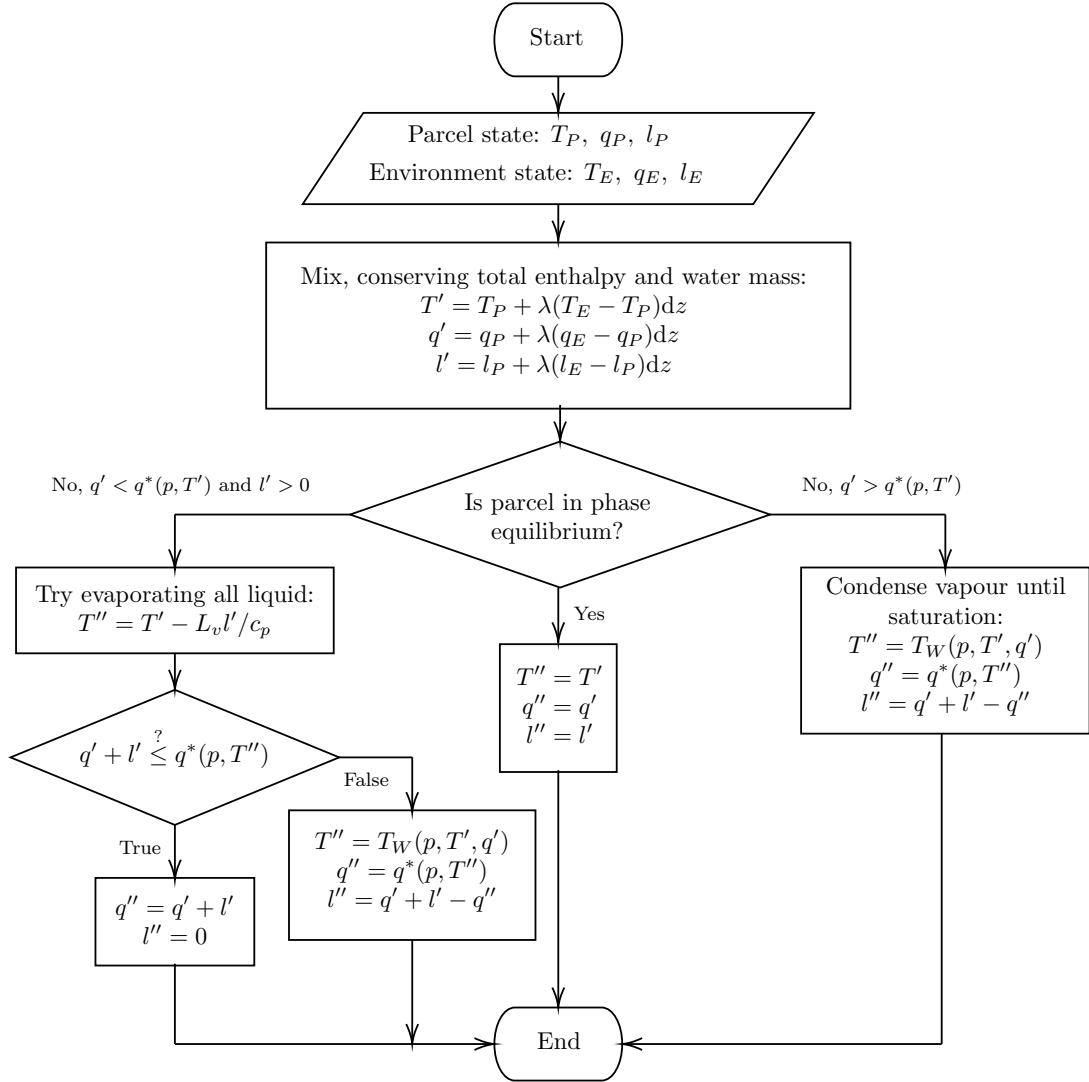 Start
Parcel state: T_P, q_P, l_P
Environment state: T_E, q_E, l_E
Mix, conserving total enthalpy and water mass:
T′ = T_P + λ(T_E − T_P)dz
q′ = q_P + λ(q_E − q_P)dz
l′ = l_P + λ(l_E − l_P)dz
No, q′ < q*(p, T′) and l′ > 0
Is parcel in phase
equilibrium?
No, q′ > q*(p, T′)
Try evaporating all liquid:
T″ = T′ − L_v l′/c_p
Yes
T″ = T′
q″ = q′
l″ = l′
Condense vapour until
saturation:
T″ = T_W(p, T′, q′)
q″ = q*(p, T″)
l″ = q′ + l′ − q″
q′ + l′ ≤? q*(p, T″)
False
True
T″ = T_W(p, T′, q′)
q″ = q*(p, T″)
l″ = q′ + l′ − q″
q″ = q′ + l′
l″ = 0
End